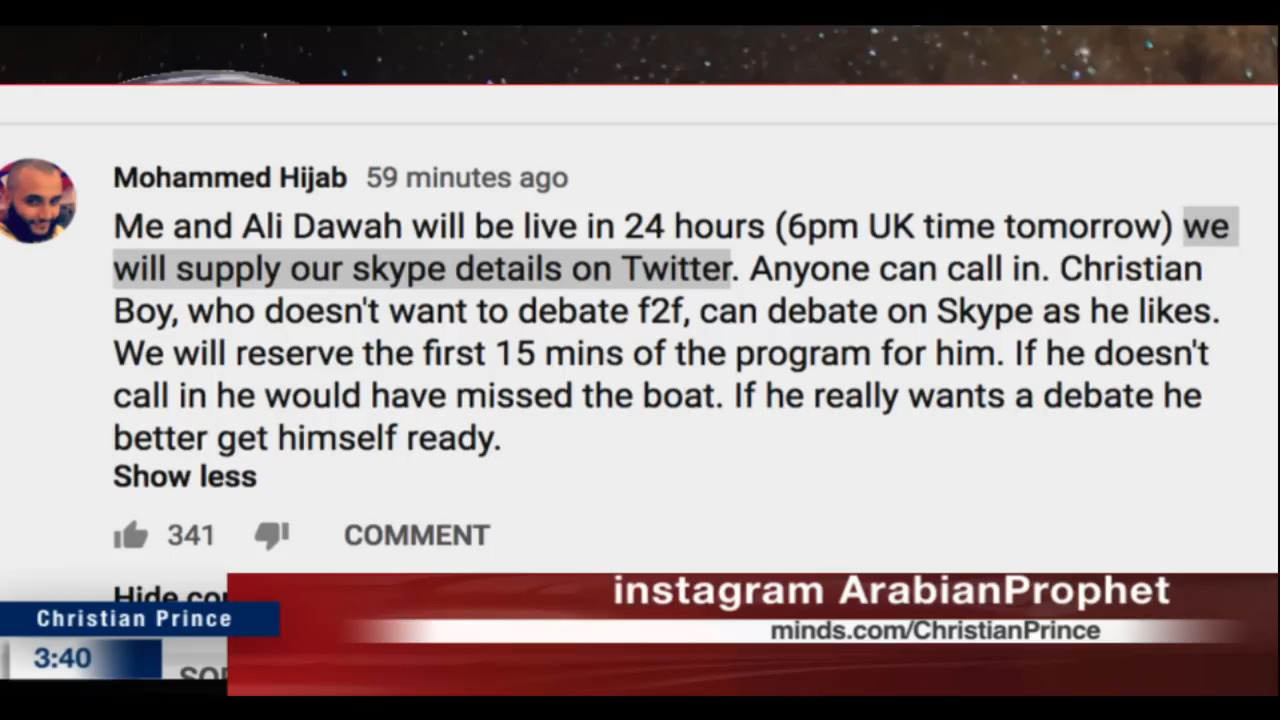 Mohammed Hijab 59 minutes ago
Me and Ali Dawah will be live in 24 hours (6pm UK time tomorrow) we
will supply our skype details on Twitter. Anyone can call in. Christian
Boy, who doesn't want to debate f2f, can debate on Skype as he likes.
We will reserve the first 15 mins of the program for him. If he doesn't
call in he would have missed the boat. If he really wants a debate he
better get himself ready.
Show less
341 COMMENT
Hide
instagram ArabianProphet
Christian Prince
minds.com/ChristianPrince
3:40